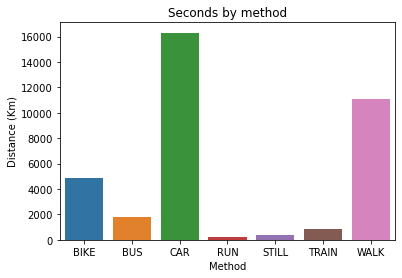 Seconds by method
Distance (Km)
16000
14000
12000
10000
8000
6000
4000
2000
0
BIKE BUS CAR RUN STILL TRAIN WALK
Method